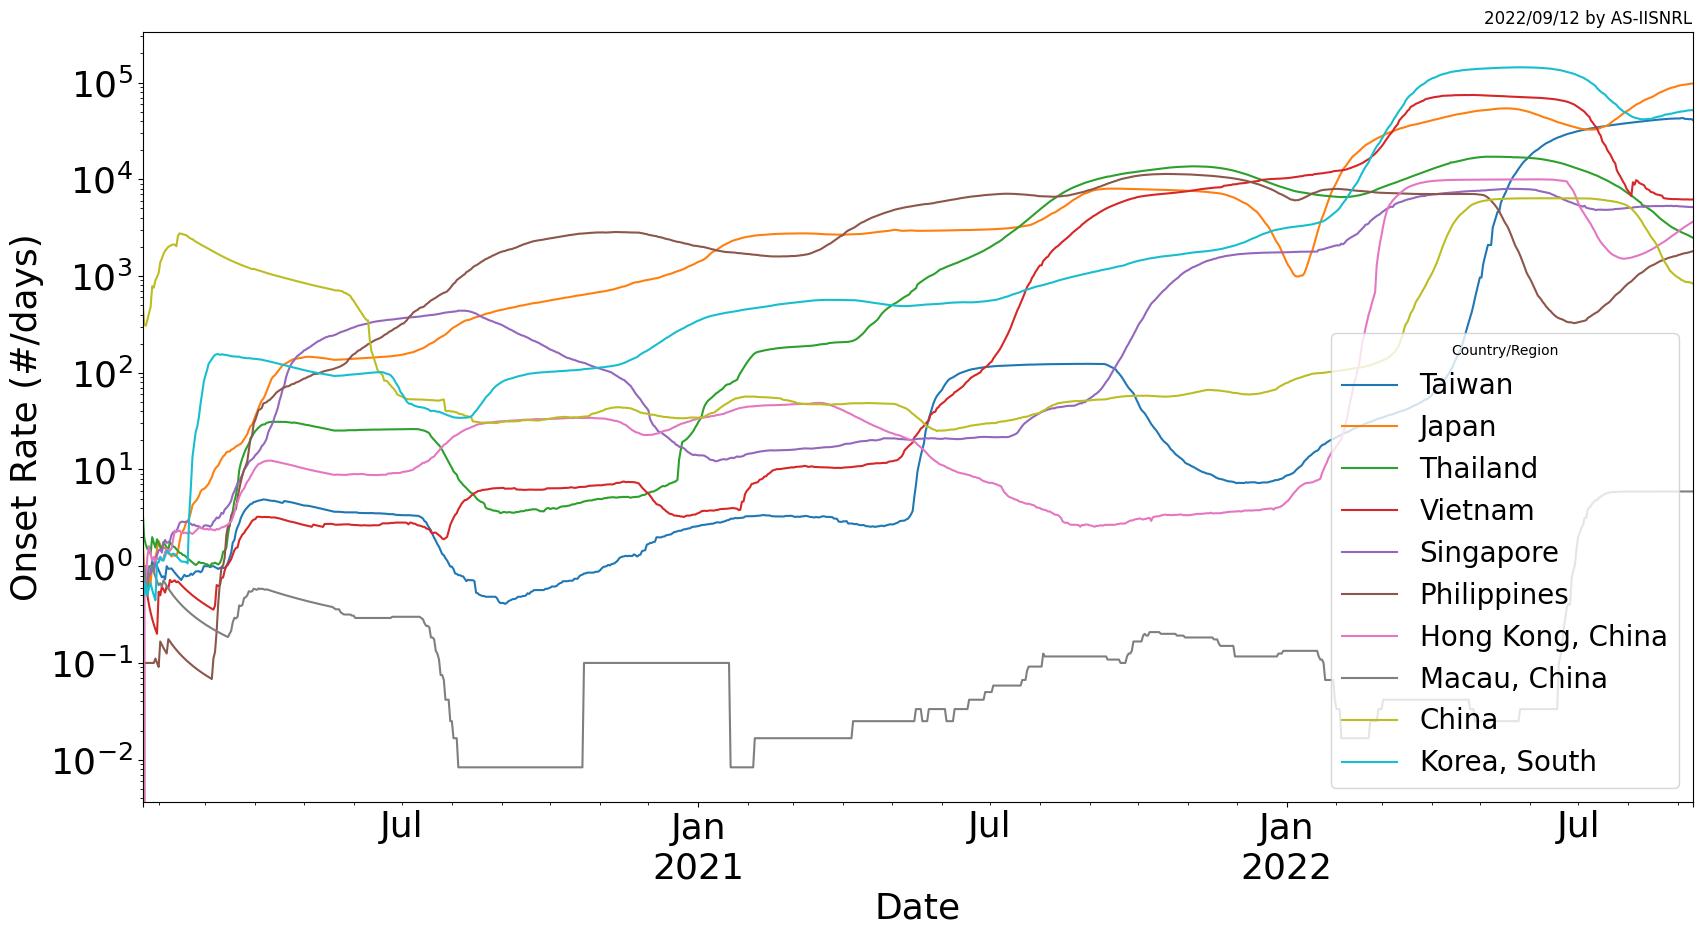 2022/09/12 by AS-IISNRL
Onset Rate (#/days)
10^5
10^4
10^3
10^2
10^1
10^0
10^−1
10^−2
Country/Region
Taiwan
Japan
Thailand
Vietnam
Singapore
Philippines
Hong Kong, China
Macau, China
China
Korea, South
Jul
Jan
2021
Jul
Jan
2022
Jul
Date